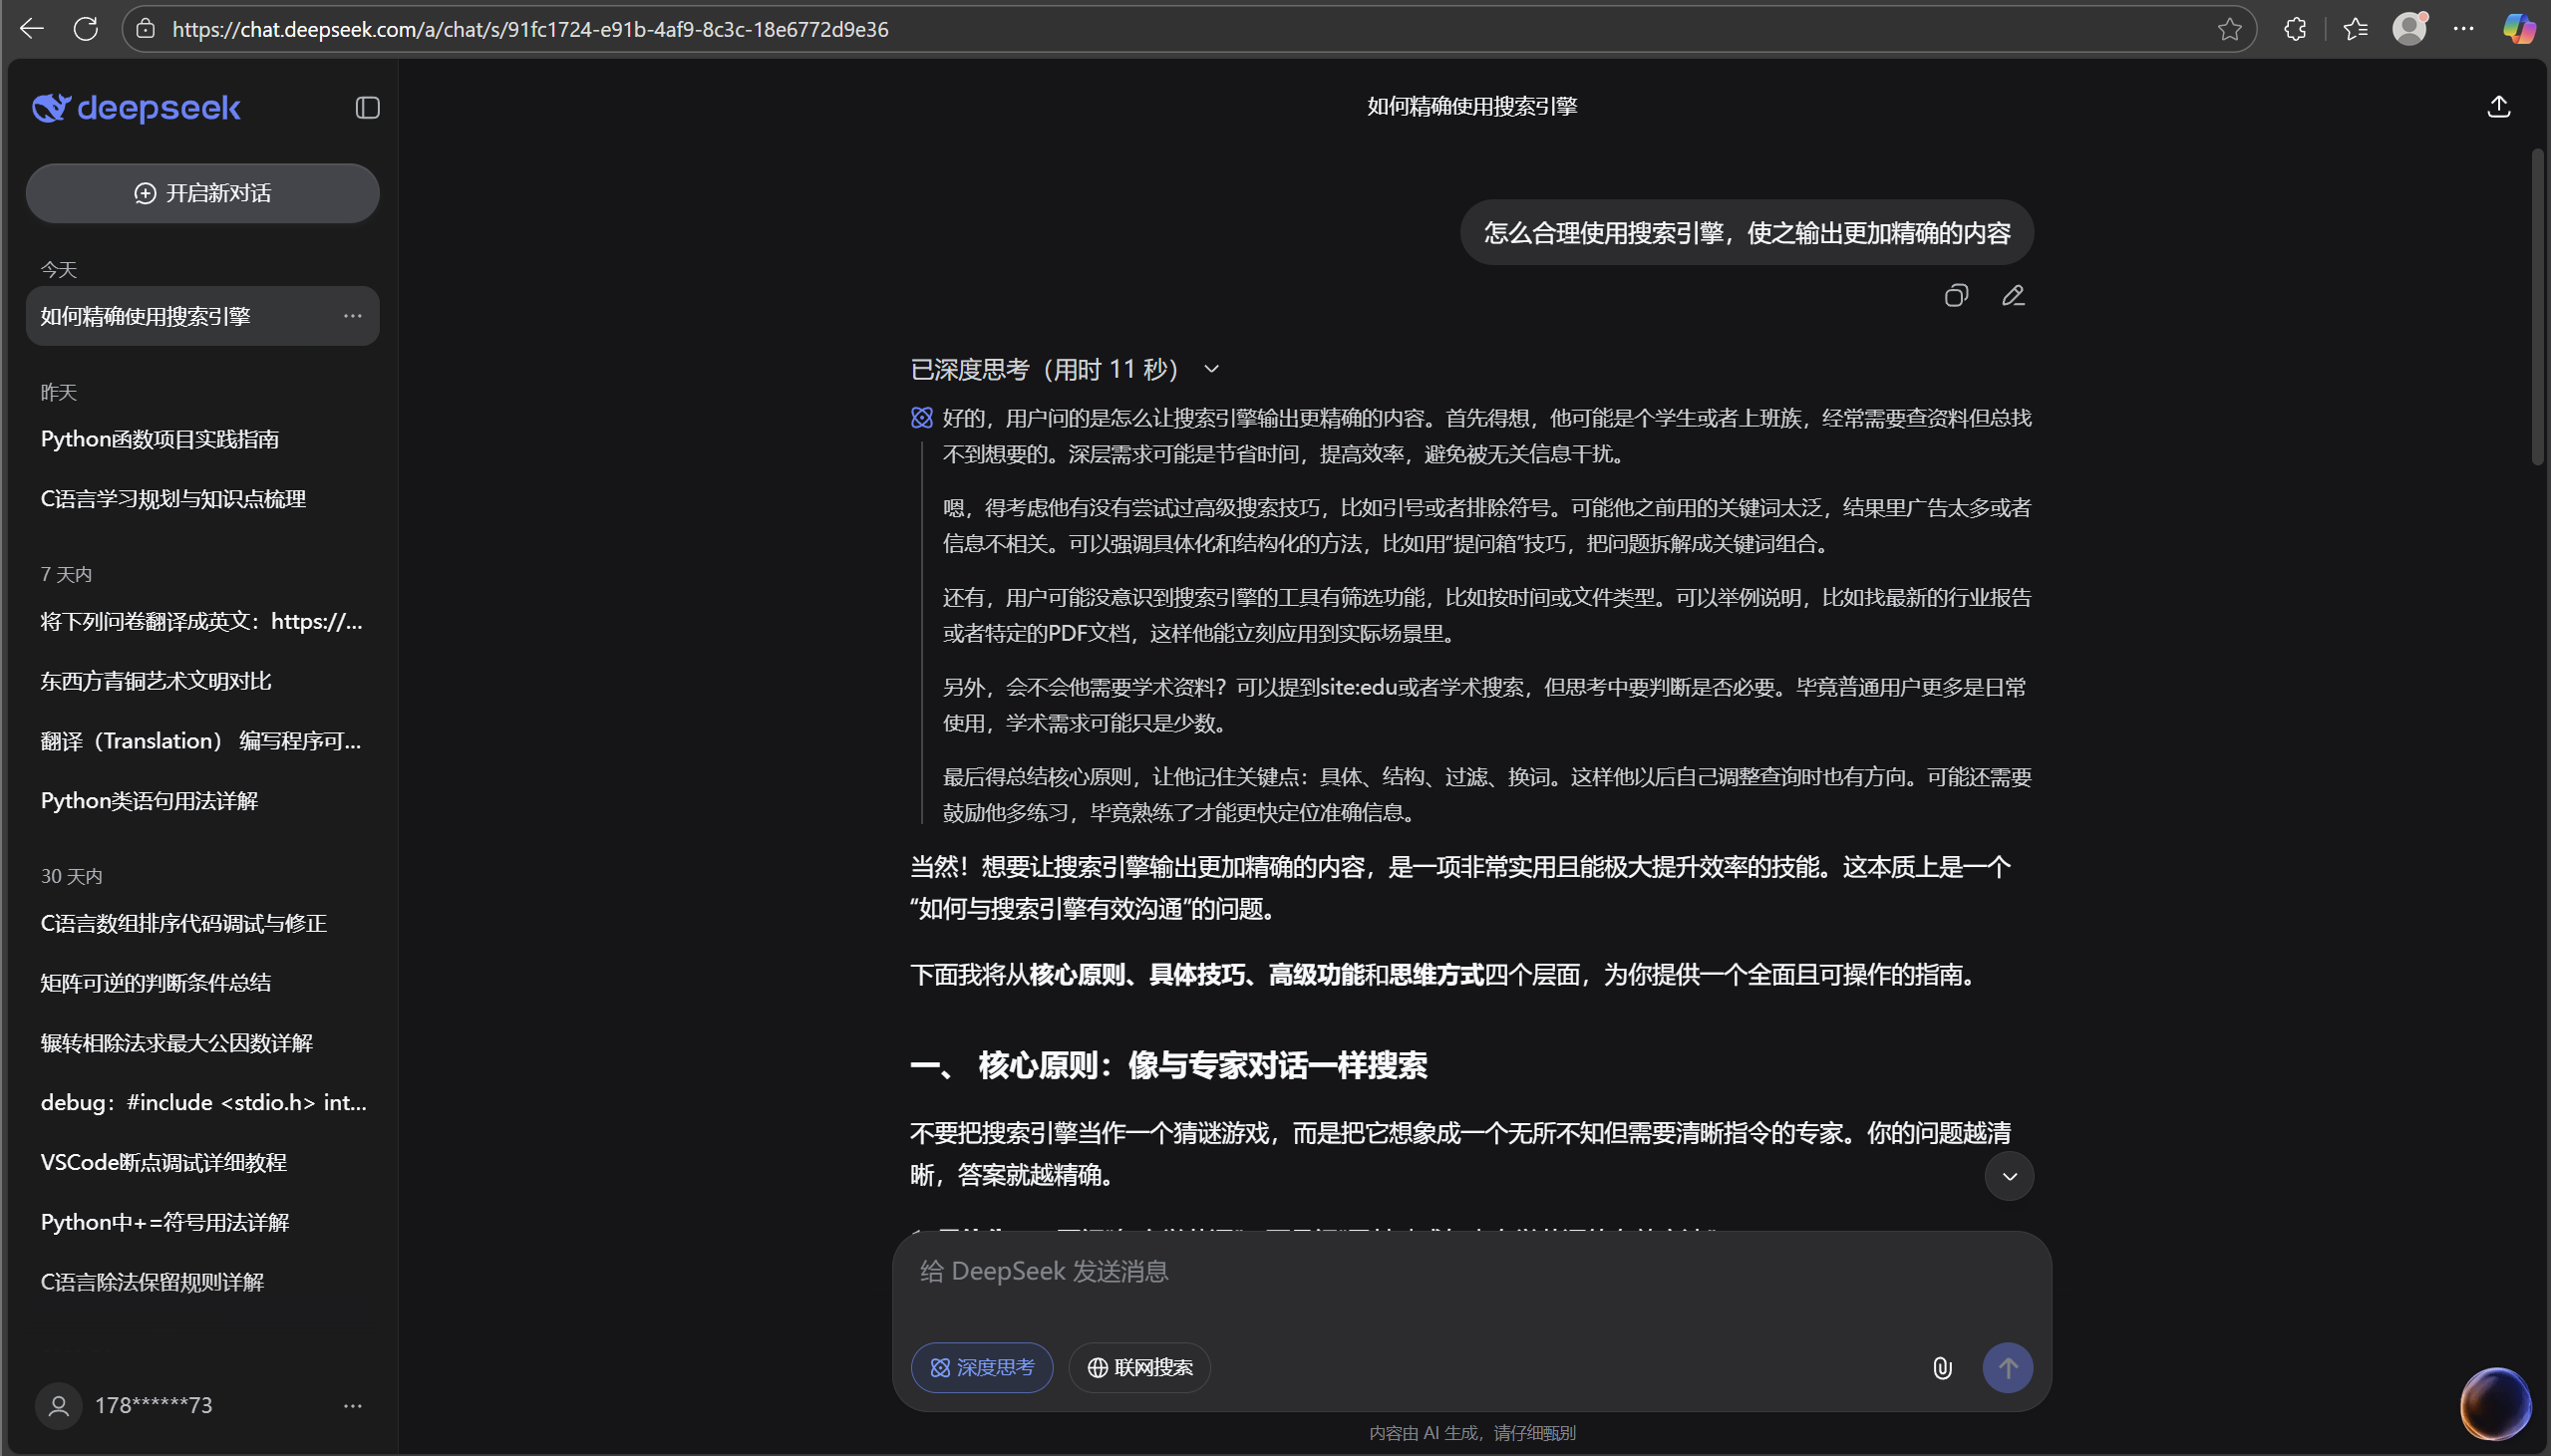 https://chat.deepseek.com/a/chat/s/91fc1724-e91b-4af9-8c3c-18e6772d9e36
deepseek
开启新对话
今天
如何精确使用搜索引擎
昨天
Python函数项目实践指南
C语言学习规划与知识点梳理
7 天内
将下列问卷翻译成英文：https://...
东西方青铜艺术文明对比
翻译（Translation） 编写程序可...
Python类语句用法详解
30 天内
C语言数组排序代码调试与修正
矩阵可逆的判断条件总结
辗转相除法求最大公因数详解
debug：#include <stdio.h> int...
VSCode断点调试详细教程
Python中+=符号用法详解
C语言除法保留规则详解
178******73
如何精确使用搜索引擎
怎么合理使用搜索引擎，使之输出更加精确的内容
已深度思考（用时 11 秒）
好的，用户问的是怎么让搜索引擎输出更精确的内容。首先得想，他可能是个学生或者上班族，经常需要查资料但总找
不到想要的。深层需求可能是节省时间，提高效率，避免被无关信息干扰。
嗯，得考虑他有没有尝试过高级搜索技巧，比如引号或者排除符号。可能他之前用的关键词太泛，结果里广告太多或者
信息不相关。可以强调具体化和结构化的方法，比如用“提问箱”技巧，把问题拆解成关键词组合。
还有，用户可能没意识到搜索引擎的工具有筛选功能，比如按时间或文件类型。可以举例说明，比如找最新的行业报告
或者特定的PDF文档，这样他能立刻应用到实际场景里。
另外，会不会他需要学术资料？可以提到site:edu或者学术搜索，但思考中要判断是否必要。毕竟普通用户更多是日常
使用，学术需求可能只是少数。
最后得总结核心原则，让他记住关键点：具体、结构、过滤、换词。这样他以后自己调整查询时也有方向。可能还需要
鼓励他多练习，毕竟熟练了才能更快定位准确信息。
当然！想要让搜索引擎输出更加精确的内容，是一项非常实用且能极大提升效率的技能。这本质上是一个
“如何与搜索引擎有效沟通”的问题。
下面我将从核心原则、具体技巧、高级功能和思维方式四个层面，为你提供一个全面且可操作的指南。
一、 核心原则：像与专家对话一样搜索
不要把搜索引擎当作一个猜谜游戏，而是把它想象成一个无所不知但需要清晰指令的专家。你的问题越清
晰，答案就越精确。
给 DeepSeek 发送消息
深度思考
联网搜索
内容由 AI 生成，请仔细甄别